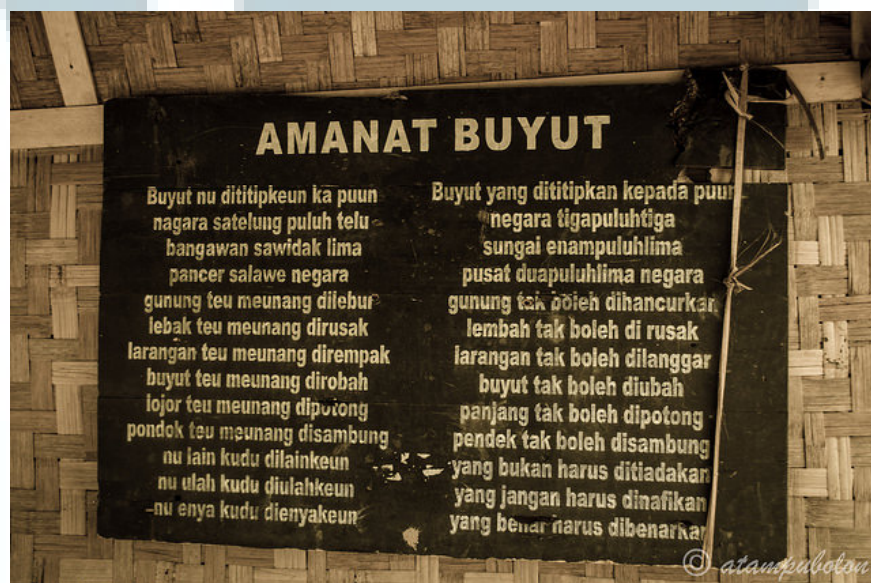 AMANAT BUYUT
Buyut nu dititipkeun ka puun
nagara satelung puluh telu
bangawan sawidak lima
pancer salawe negara
gunung teu meunang dilebur
lebak teu meunang dirusak
larangan teu meunang dirempak
buyut teu meunang dirobah
lojor teu meunang dipotong
pondok teu meunang disambung
nu lain kudu dilainkeun
nu ulah kudu diulahkeun
nu enya kudu dienyakeun
Buyut yang dititipkan kepada puun
negara tigapuluhtiga
sungai enampuluhlima
pusat duapuluhlima negara
gunung tak boleh dihancurkan
lembah tak boleh di rusak
larangan tak boleh dilanggar
buyut tak boleh diubah
panjang tak boleh dipotong
pendek tak boleh disambung
yang bukan harus ditiadakan
yang jangan harus dinafikan
yang benar harus dibenarkan
© atampubolon